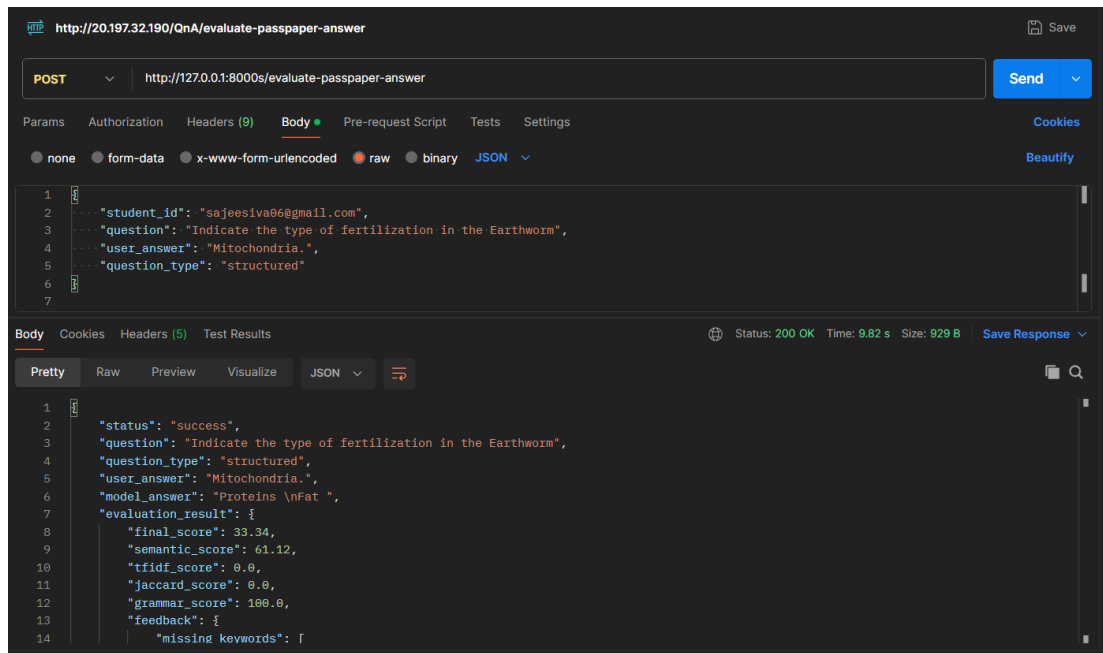 HTTP http://20.197.32.190/QnA/evaluate-passpaper-answer Save
POST http://127.0.0.1:8000s/evaluate-passpaper-answer Send
Params Authorization Headers (9) Body Pre-request Script Tests Settings Cookies
none form-data x-www-form-urlencoded raw binary JSON Beautify
1 {
2 "student_id": "sajeesiva06@gmail.com",
3 "question": "Indicate the type of fertilization in the Earthworm",
4 "user_answer": "Mitochondria.",
5 "question_type": "structured"
6 }
7
Body Cookies Headers (5) Test Results Status: 200 OK Time: 9.82 s Size: 929 B Save Response
Pretty Raw Preview Visualize JSON
1 {
2 "status": "success",
3 "question": "Indicate the type of fertilization in the Earthworm",
4 "question_type": "structured",
5 "user_answer": "Mitochondria.",
6 "model_answer": "Proteins \nFat ",
7 "evaluation_result": {
8 "final_score": 33.34,
9 "semantic_score": 61.12,
10 "tfidf_score": 0.0,
11 "jaccard_score": 0.0,
12 "grammar_score": 100.0,
13 "feedback": {
14 "missing_keywords": [